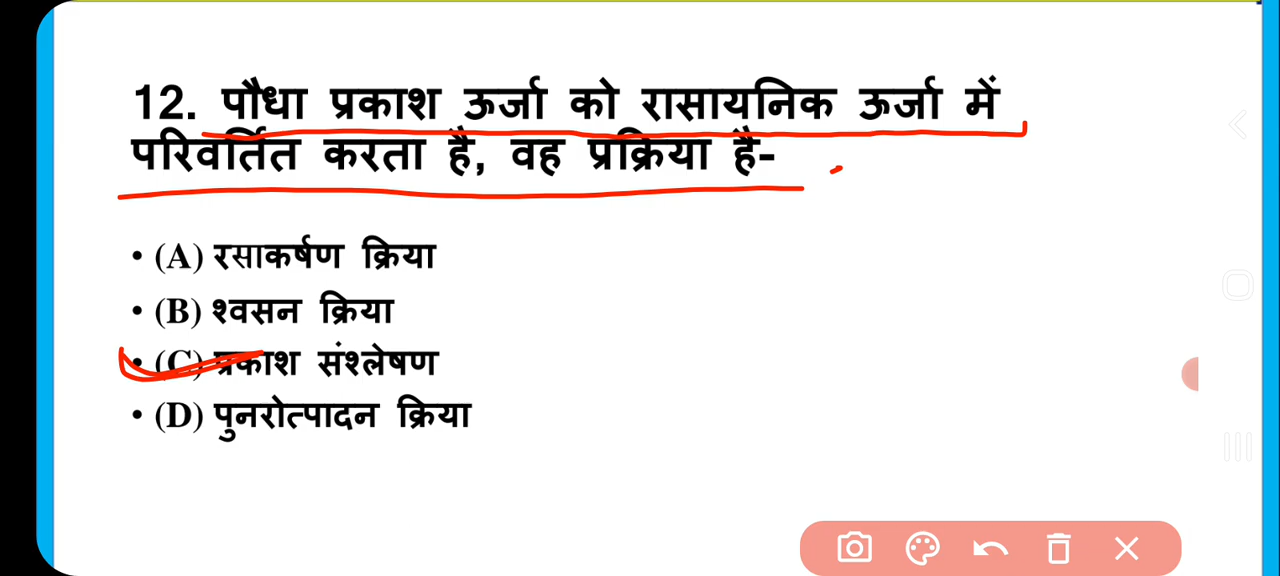 12. पौधा प्रकाश ऊर्जा को रासायनिक ऊर्जा में
परिवर्तित करता है, वह प्रक्रिया है-
• (A) रसाकर्षण क्रिया
• (B) श्वसन क्रिया
• (C) प्रकाश संश्लेषण
• (D) पुनरोत्पादन क्रिया